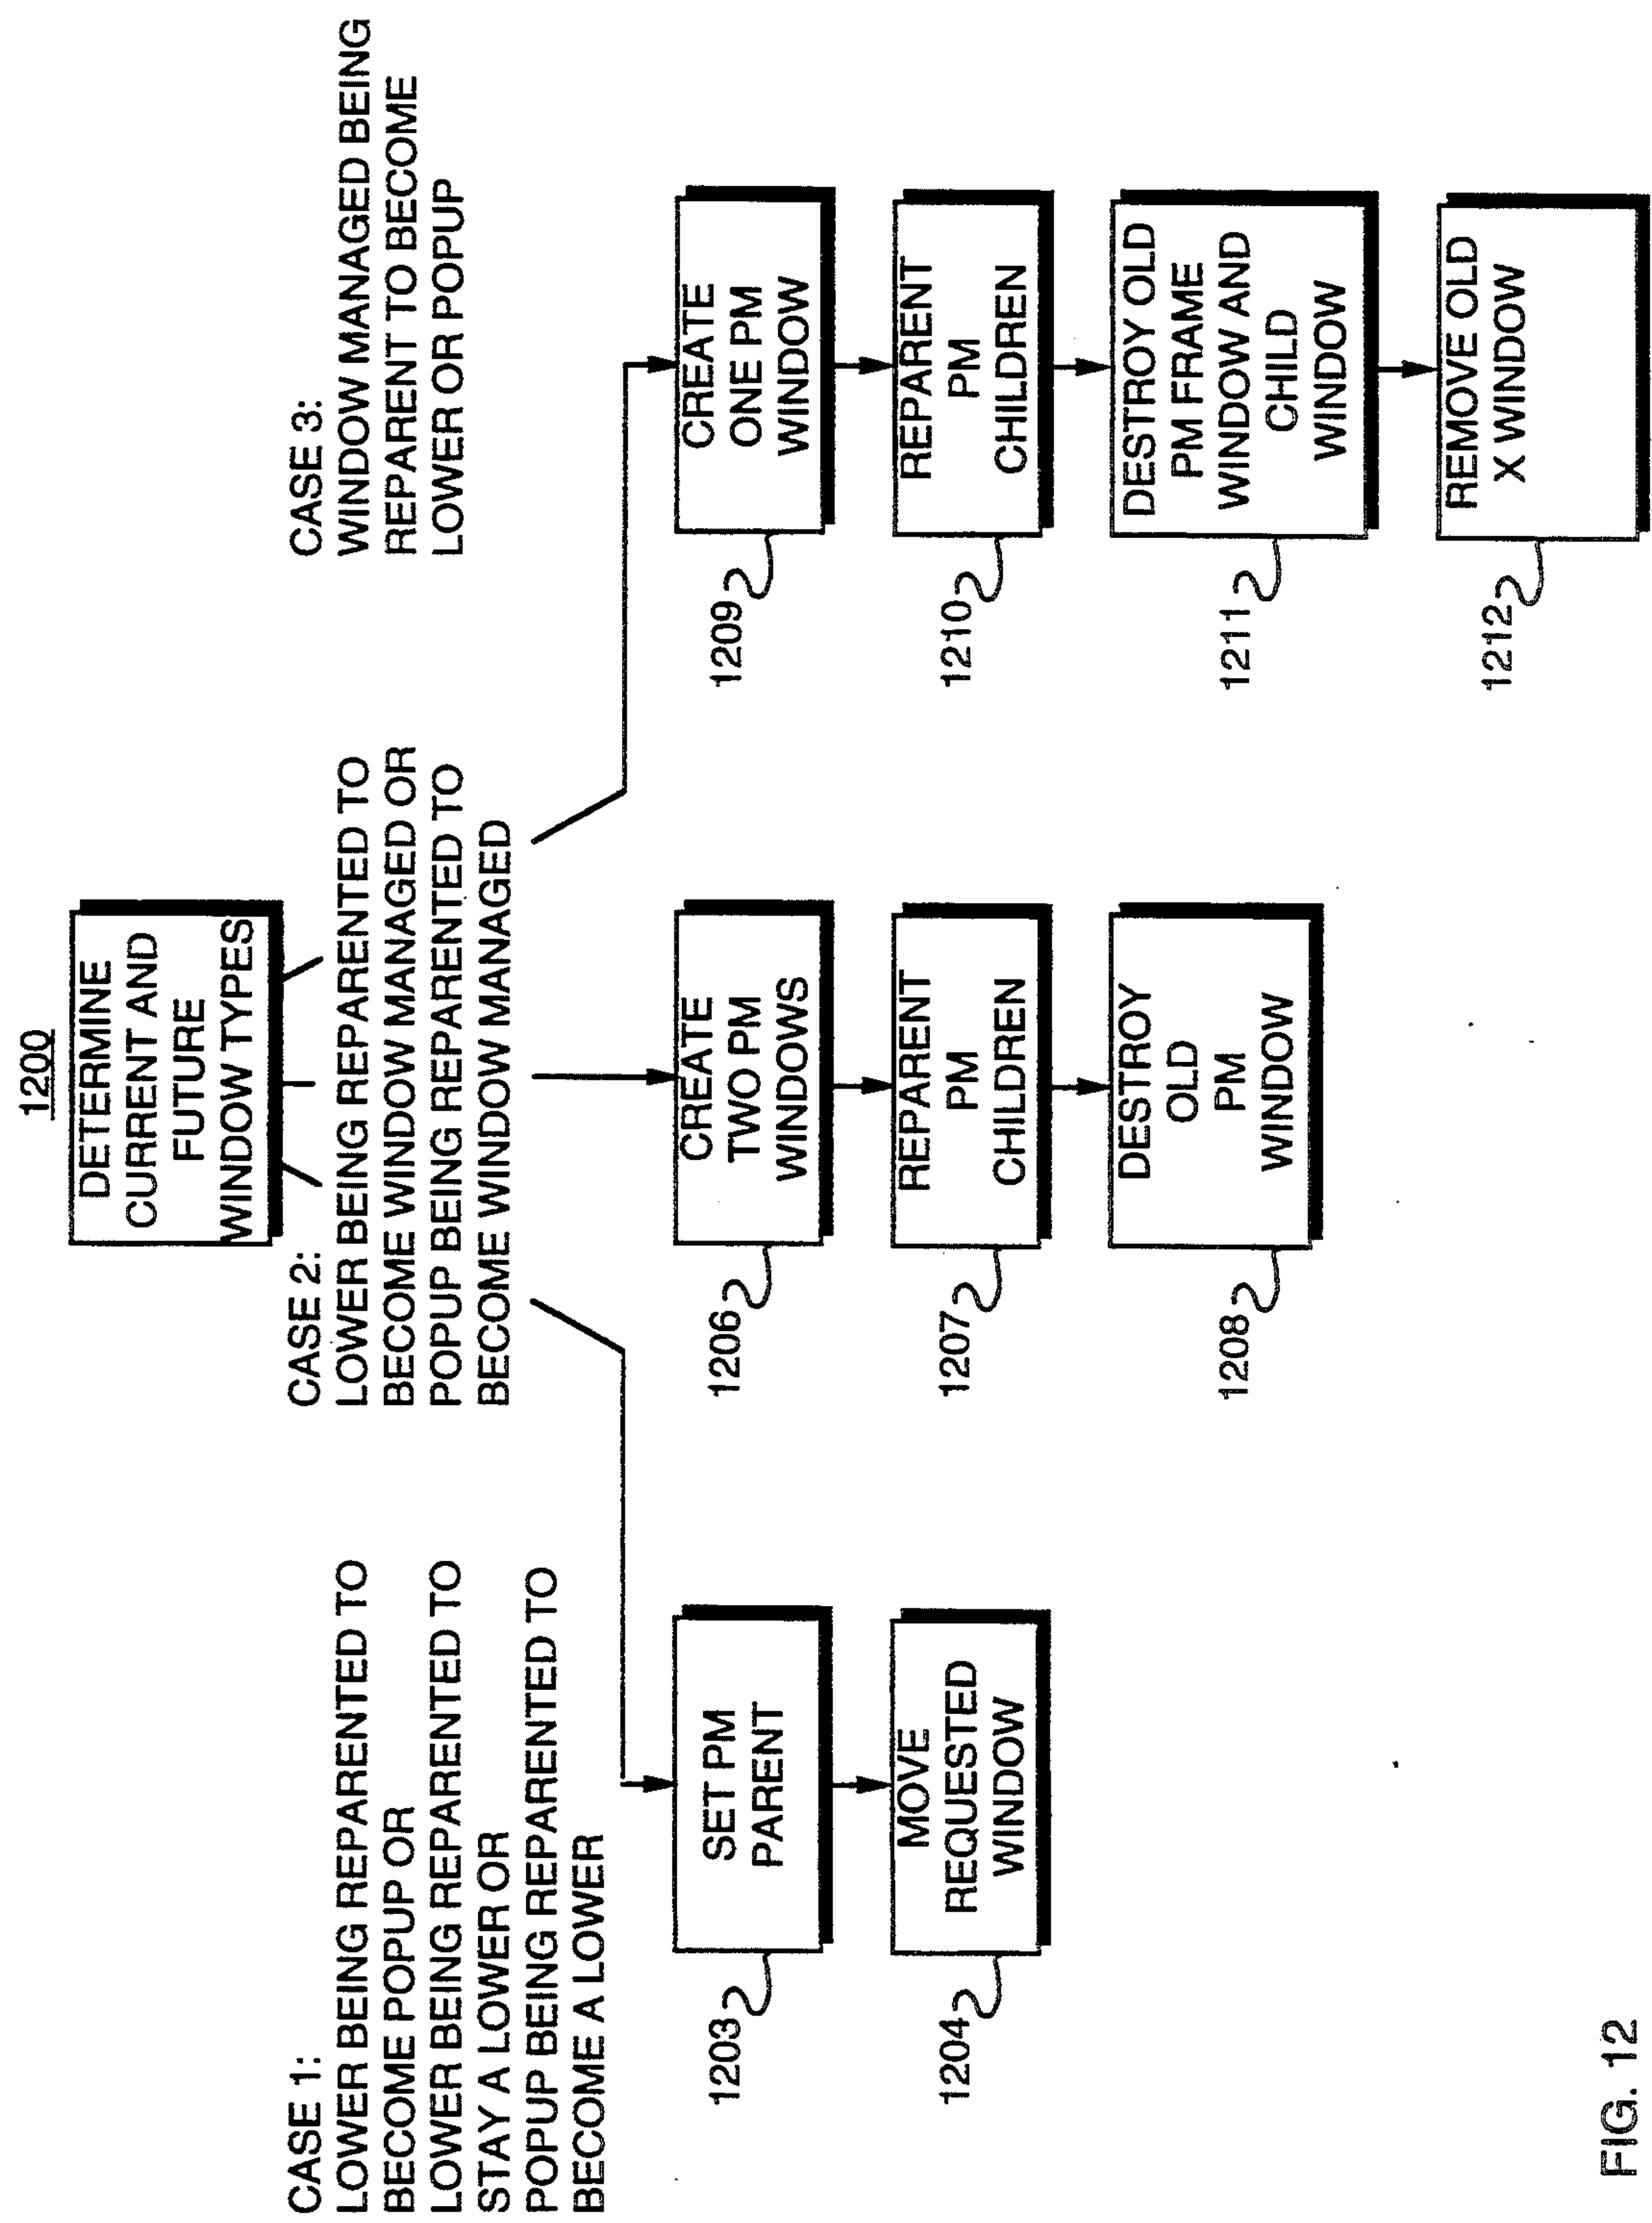 1200
DETERMINE
CURRENT AND
FUTURE
WINDOW TYPES
CASE 1:
LOWER BEING REPARENTED TO
BECOME POPUP OR
LOWER BEING REPARENTED TO
STAY A LOWER OR
POPUP BEING REPARENTED TO
BECOME A LOWER
CASE 2:
LOWER BEING REPARENTED TO
BECOME WINDOW MANAGED OR
POPUP BEING REPARENTED TO
BECOME WINDOW MANAGED
CASE 3:
WINDOW MANAGED BEING
REPARENT TO BECOME
LOWER OR POPUP
1203
SET PM
PARENT
1204
MOVE
REQUESTED
WINDOW
1206
CREATE
TWO PM
WINDOWS
1207
REPARENT
PM
CHILDREN
1208
DESTROY
OLD
PM
WINDOW
1209
CREATE
ONE PM
WINDOW
1210
REPARENT
PM
CHILDREN
1211
DESTROY OLD
PM FRAME
WINDOW AND
CHILD
WINDOW
1212
REMOVE OLD
X WINDOW
FIG. 12